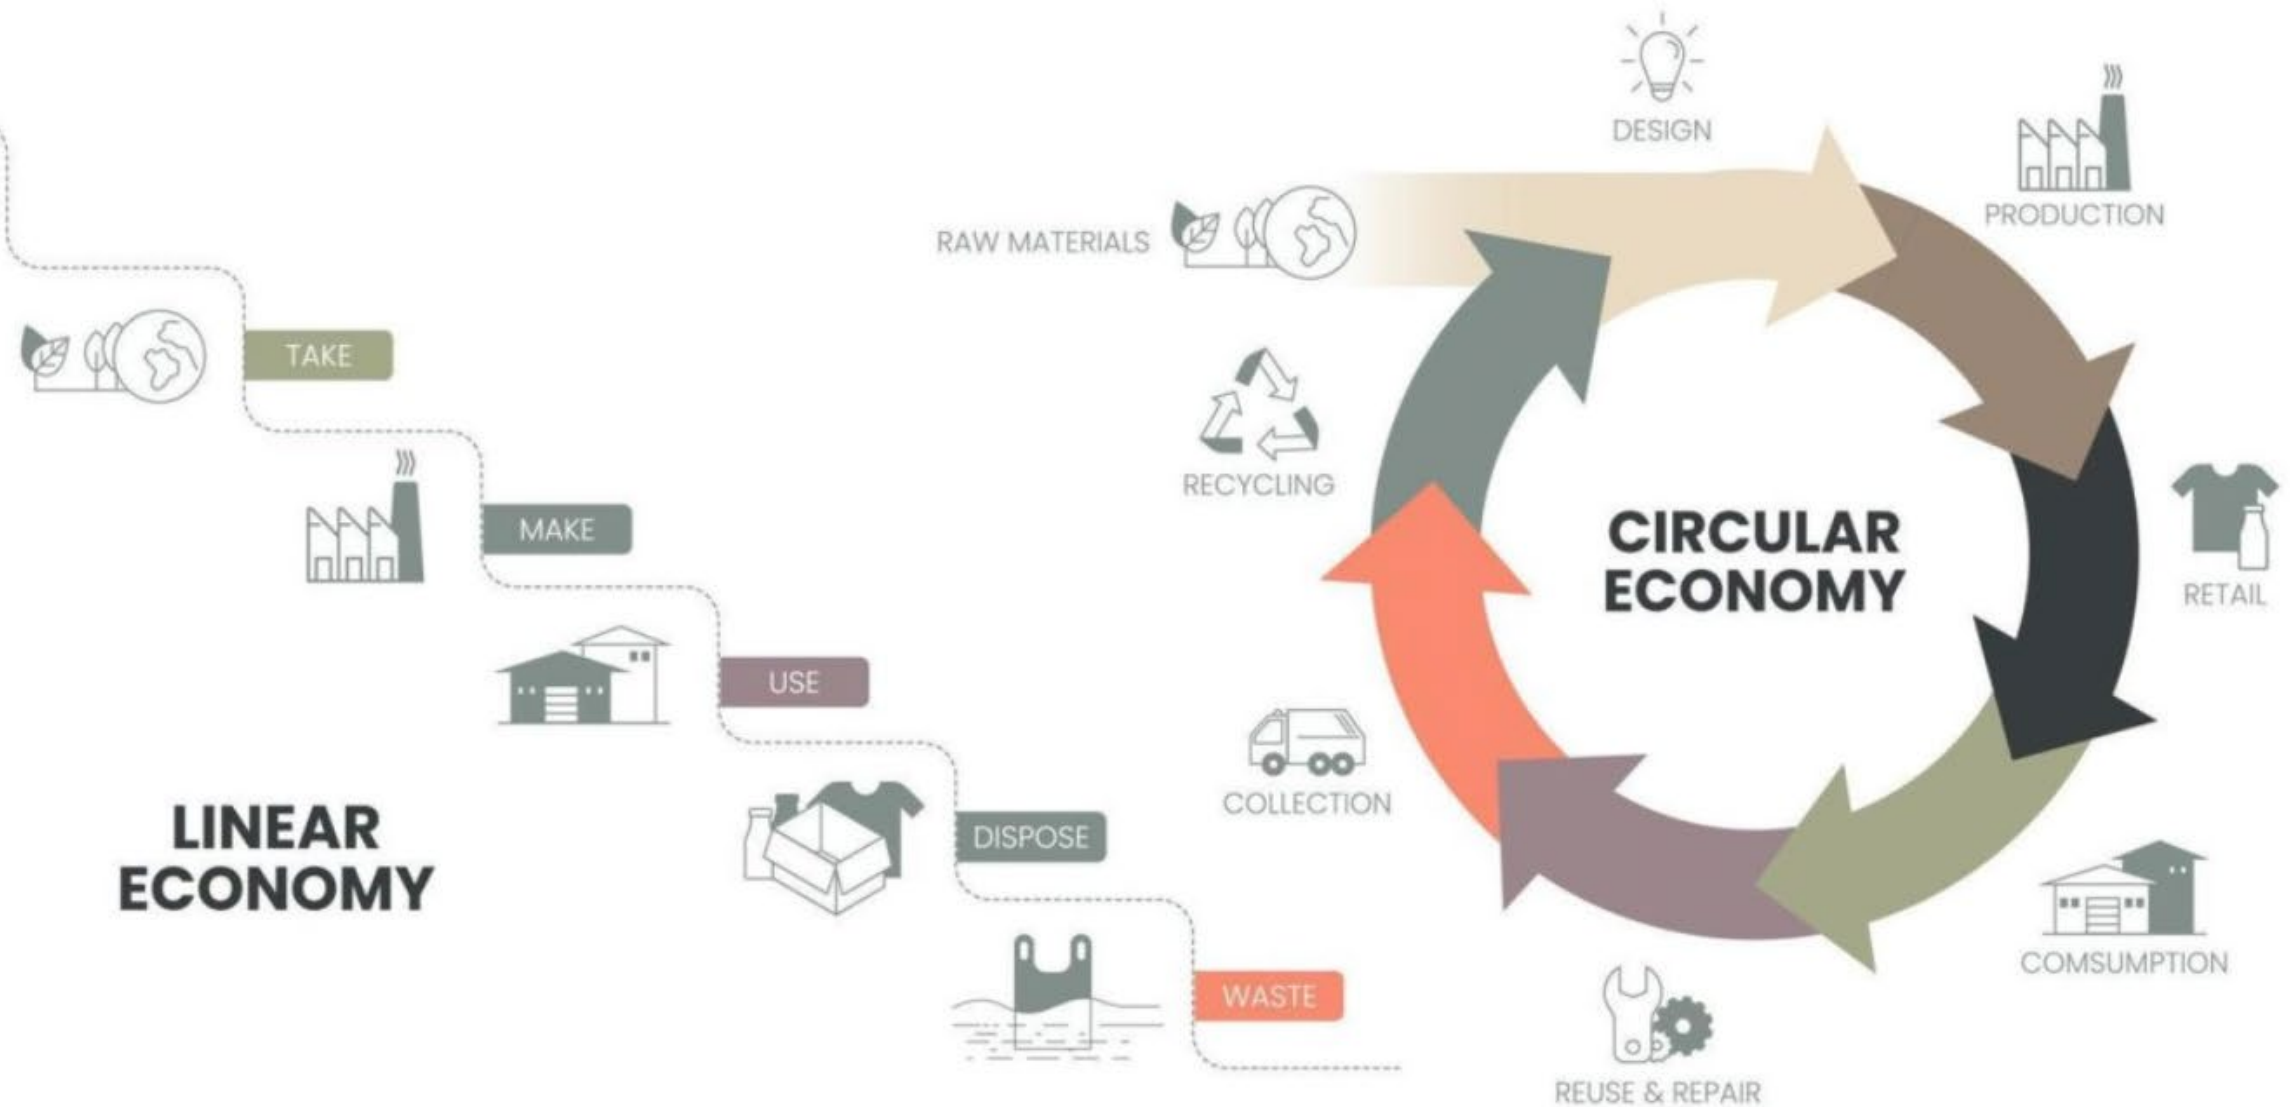 TAKE
MAKE
USE
DISPOSE
WASTE
LINEAR
ECONOMY
DESIGN
PRODUCTION
RAW MATERIALS
RECYCLING
RETAIL
CIRCULAR
ECONOMY
COLLECTION
COMSUMPTION
REUSE & REPAIR